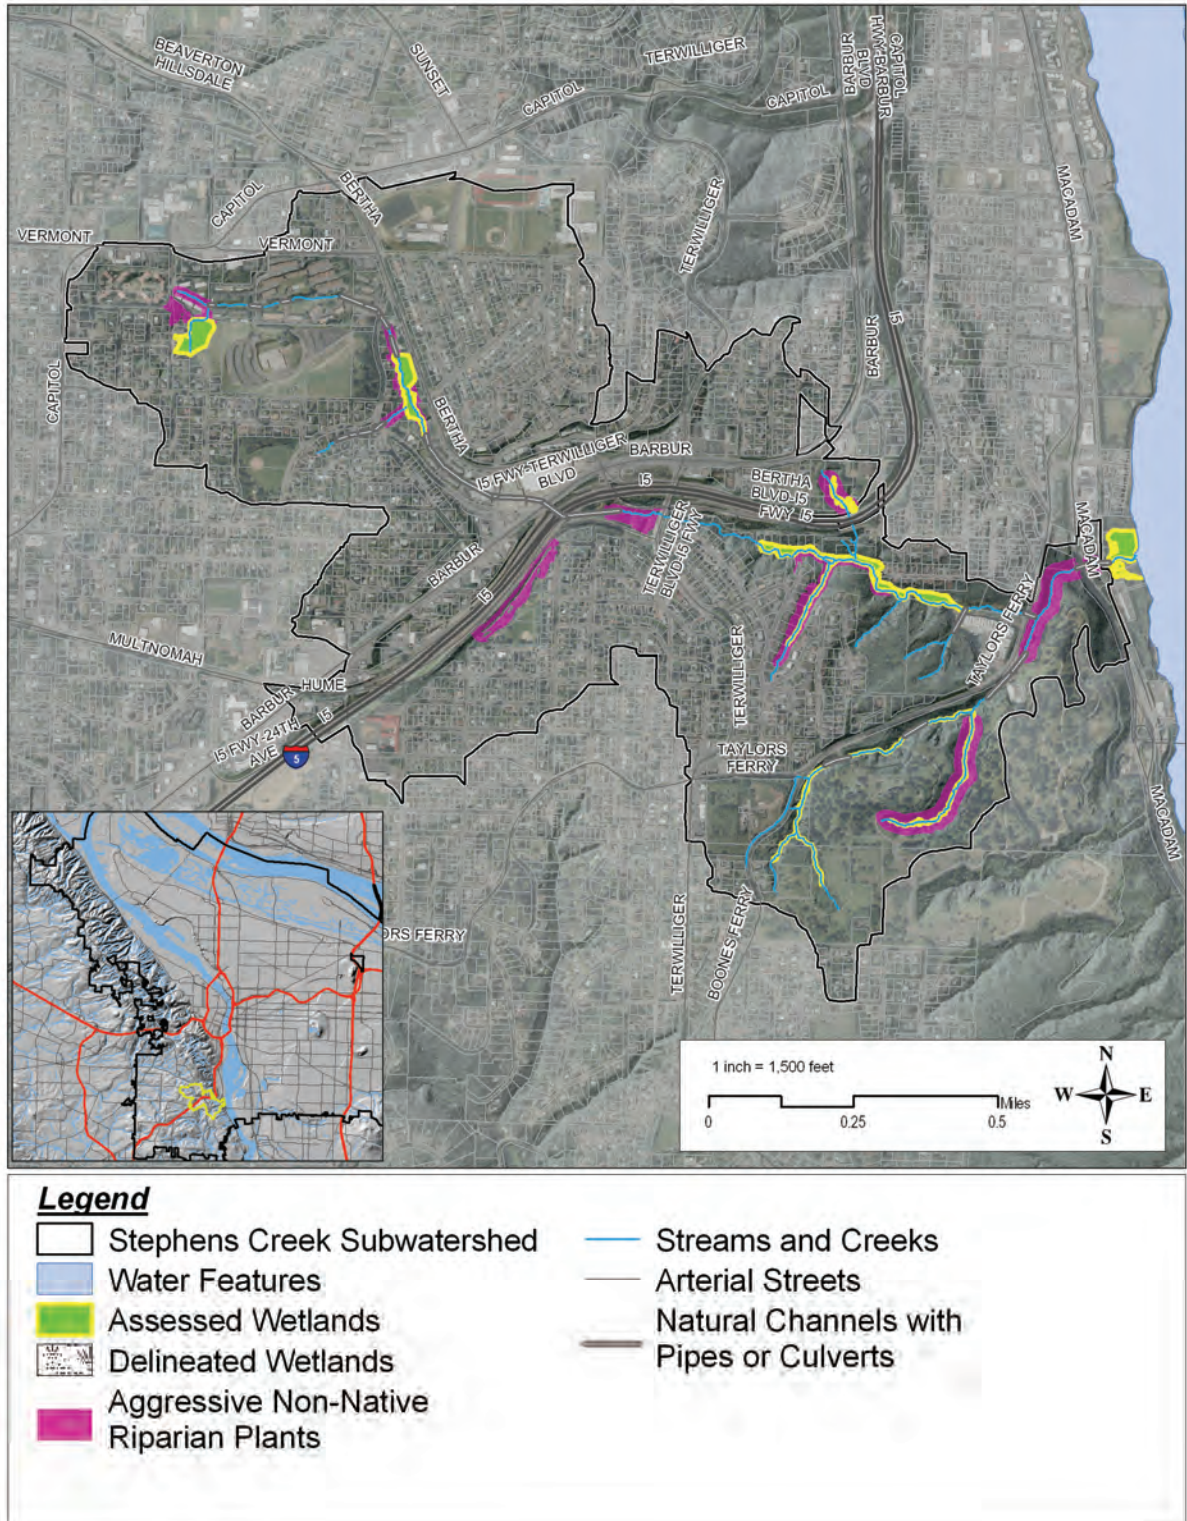 BEAVERTON
HILLSDALE
SUNSET
TERWILLIGER
CAPITOL
CAPITOL
BARBUR
BLVD
CAPITOL
HWY-BARBUR
CAPITOL
BERTHA
TERWILLIGER
MACADAM
VERMONT
VERMONT
I5
BARBUR
CAPITOL
BERTHA
I5 FWY-TERWILLIGER
BLVD
BARBUR
I5
BERTHA
BLVD-I5
FWY
I5
TERWILLIGER
BLVD-I5 FWY
MACADAM
BARBUR
I5
TAYLORS FERRY
MULTNOMAH
TERWILLIGER
BARBUR
HUME
I5
I5 FWY-24TH
AVE
5
TAYLORS
FERRY
MACADAM
ORS FERRY
TERWILLIGER
BOONES FERRY
1 inch = 1,500 feet
Miles
0
0.25
0.5
N
W
E
S
Legend
Stephens Creek Subwatershed
Water Features
Assessed Wetlands
Delineated Wetlands
Aggressive Non-Native
Riparian Plants
Streams and Creeks
Arterial Streets
Natural Channels with
Pipes or Culverts